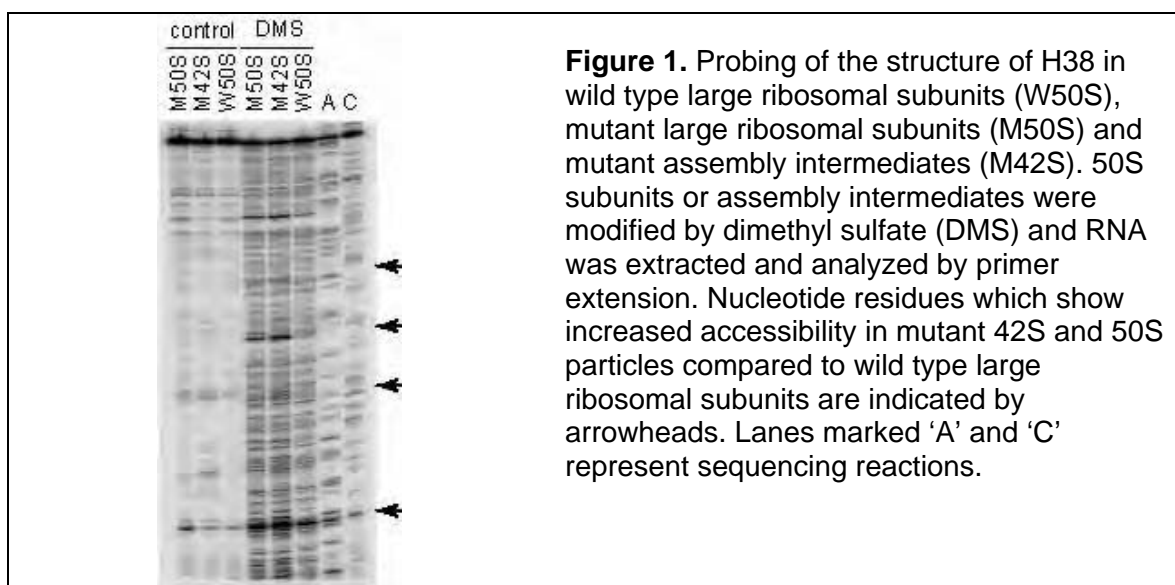 control DMS
M50S M42S W50S M50S M42S W50S A C
Figure 1. Probing of the structure of H38 in
wild type large ribosomal subunits (W50S),
mutant large ribosomal subunits (M50S) and
mutant assembly intermediates (M42S). 50S
subunits or assembly intermediates were
modified by dimethyl sulfate (DMS) and RNA
was extracted and analyzed by primer
extension. Nucleotide residues which show
increased accessibility in mutant 42S and 50S
particles compared to wild type large
ribosomal subunits are indicated by
arrowheads. Lanes marked ‘A’ and ‘C’
represent sequencing reactions.